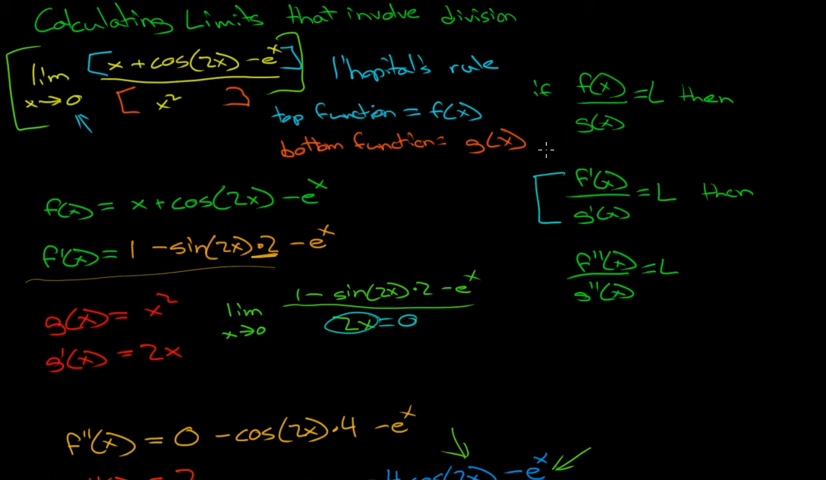 Calculating Limits that involve division
lim x→0 [x + cos(2x) - e^x] / [x^2]
l'hopital's rule
top function = f(x)
bottom function = g(x)
if f(x)/g(x) = L then
f'(x)/g'(x) = L then
f''(x)/g''(x) = L
f(x) = x + cos(2x) - e^x
f'(x) = 1 - sin(2x)·2 - e^x
g(x) = x^2
g'(x) = 2x
lim x→0 (1 - sin(2x)·2 - e^x) / 2x = 0
f''(x) = 0 - cos(2x)·4 - e^x
cos(2x) - e^x